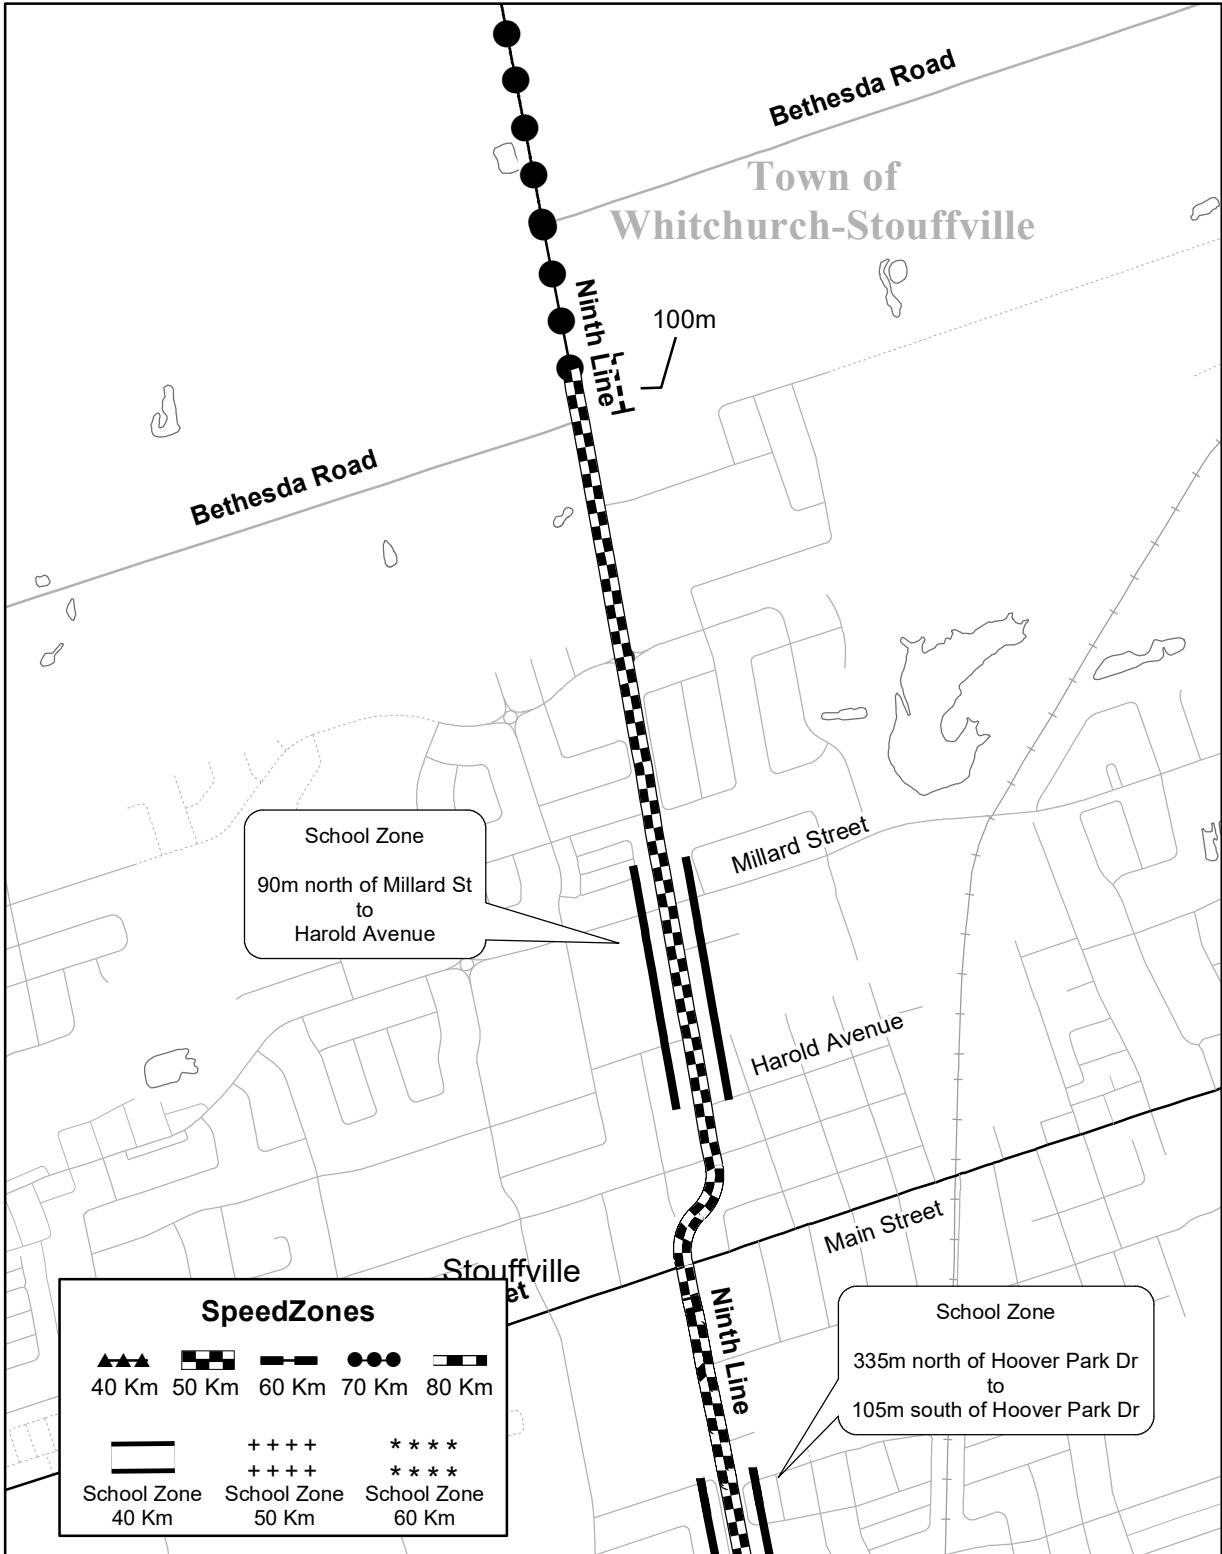 Bethesda Road
Town of
Whitchurch-Stouffville
Ninth Line
100m
Bethesda Road
School Zone
90m north of Millard St
to
Harold Avenue
Millard Street
Harold Avenue
Main Street
Stouffville
et
Ninth Line
School Zone
335m north of Hoover Park Dr
to
105m south of Hoover Park Dr
SpeedZones
40 Km 50 Km 60 Km 70 Km 80 Km
School Zone School Zone School Zone
40 Km 50 Km 60 Km